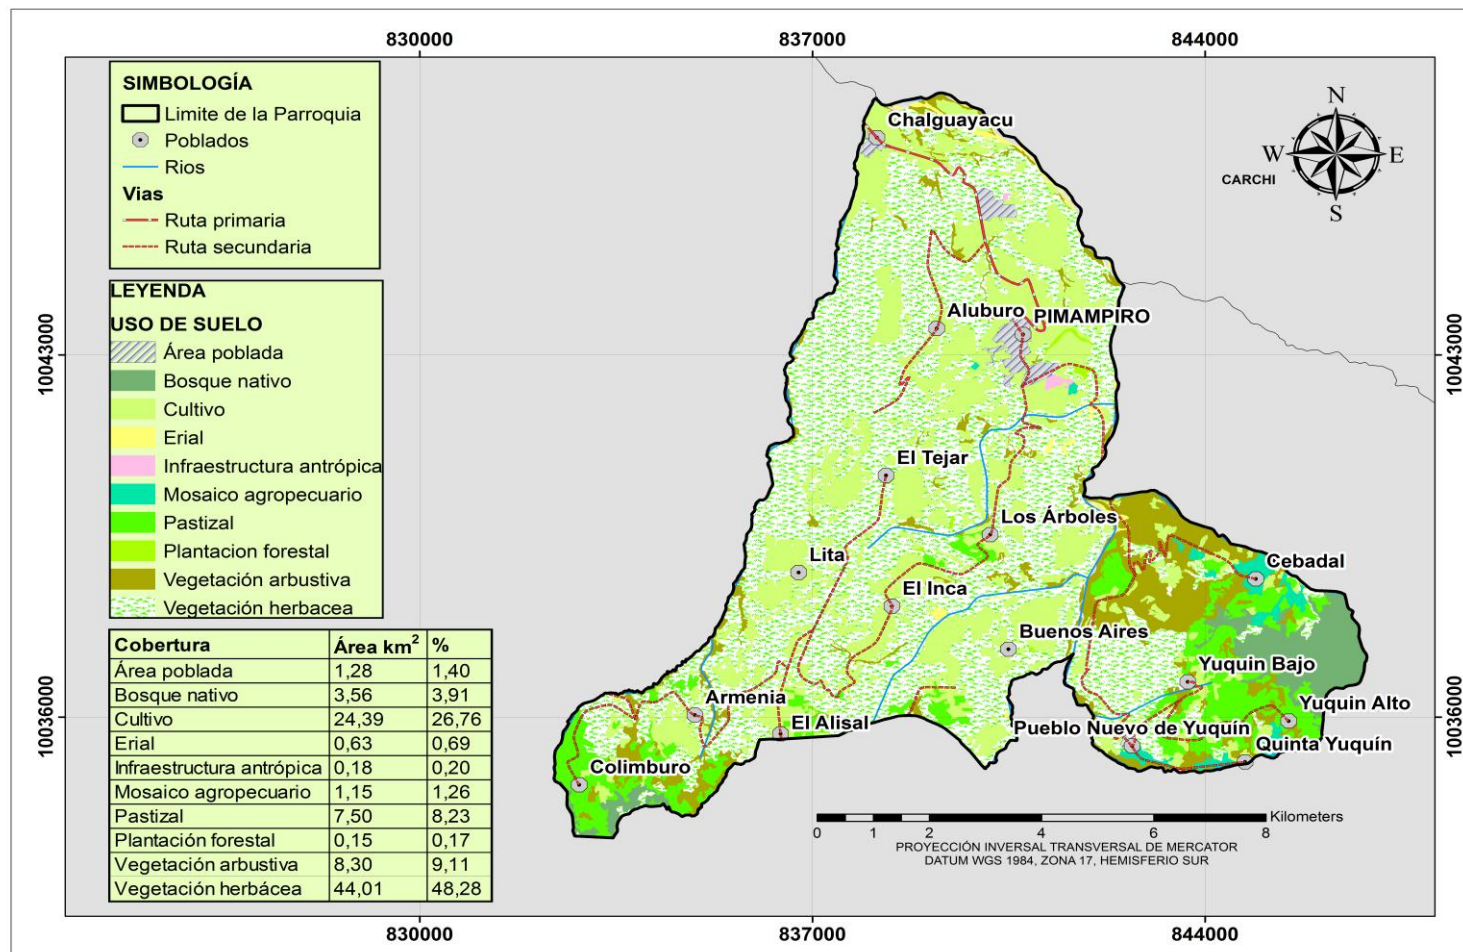 830000 837000 844000
SIMBOLOGÍA
Limite de la Parroquia
Poblados
Rios
Vias
Ruta primaria
Ruta secundaria
LEYENDA
USO DE SUELO
Área poblada
Bosque nativo
Cultivo
Erial
Infraestructura antrópica
Mosaico agropecuario
Pastizal
Plantacion forestal
Vegetación arbustiva
Vegetación herbacea
Cobertura Área km² %
Área poblada 1,28 1,40
Bosque nativo 3,56 3,91
Cultivo 24,39 26,76
Erial 0,63 0,69
Infraestructura antrópica 0,18 0,20
Mosaico agropecuario 1,15 1,26
Pastizal 7,50 8,23
Plantación forestal 0,15 0,17
Vegetación arbustiva 8,30 9,11
Vegetación herbácea 44,01 48,28
Chalguayacu
N
W E
S
CARCHI
Aluburo
PIMAMPIRO
10043000 10043000
El Tejar
Los Árboles
Lita
Cebadal
El Inca
Buenos Aires
Yuquin Bajo
Armenia
Yuquin Alto
El Alisal
Pueblo Nuevo de Yuquín
Quinta Yuquín
Colimburo
10036000 10036000
Kilometers
0 1 2 4 6 8
PROYECCIÓN INVERSAL TRANSVERSAL DE MERCATOR
DATUM WGS 1984, ZONA 17, HEMISFERIO SUR
830000 837000 844000